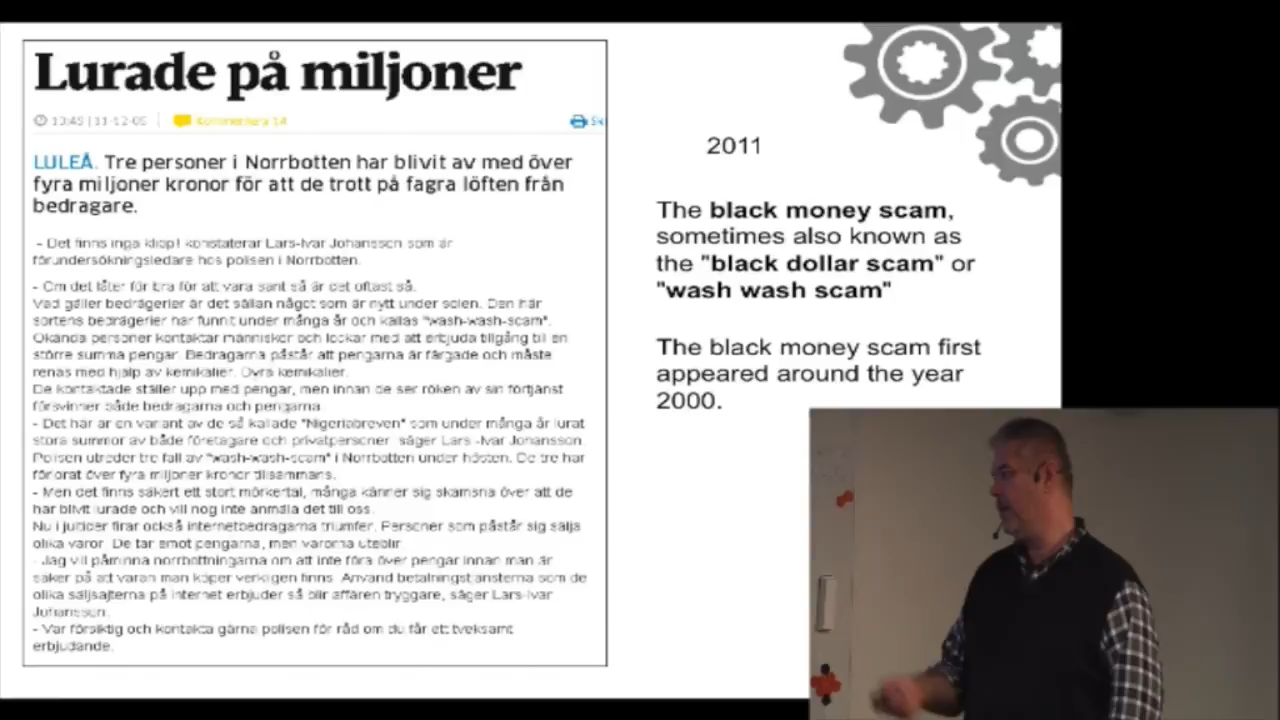 Lurade på miljoner
13:45 | 11-12-05 Kommentera 14
LULEÅ. Tre personer i Norrbotten har blivit av med över
fyra miljoner kronor för att de trott på fagra löften från
bedragare.
- Det finns inga klipp! konstaterar Lars-Ivar Johansson som är
förundersökningsledare hos polisen i Norrbotten.
- Om det låter för bra för att vara sant så är det oftast så.
Vad gäller bedrägerier är det sällan något som är nytt under solen. Den här
sortens bedrägerier har funnit under många år och kallas "wash-wash-scam".
Okända personer kontaktar människor och lockar med att erbjuda tillgång till en
större summa pengar. Bedragarna påstår att pengarna är färgade och måste
renas med hjälp av kemikalier. Dyra kemikalier.
De kontaktade ställer upp med pengar, men innan de ser röken av sin förtjänst
försvinner både bedragarna och pengarna.
- Det här är en variant av de så kallade "Nigeriabreven" som under många år lurat
stora summor av både företagare och privatpersoner, säger Lars -Ivar Johansson.
Polisen utreder tre fall av "wash-wash-scam" i Norrbotten under hösten. De tre har
förlorat över fyra miljoner kronor tillsammans.
- Men det finns säkert ett stort mörkertal, många känner sig skamsna över att de
har blivit lurade och vill nog inte anmäla det till oss.
Nu i jultider firar också internetbedragarna triumfer. Personer som påstår sig sälja
olika varor. De tar emot pengarna, men varorna uteblir.
- Jag vill påminna norrbottningarna om att inte föra över pengar innan man är
säker på att varan man köper verkligen finns. Använd betalningstjänsterna som de
olika säljsajterna på internet erbjuder så blir affären tryggare, säger Lars-Ivar
Johansson.
- Var försiktig och kontakta gärna polisen för råd om du får ett tveksamt
erbjudande.
2011
The black money scam,
sometimes also known as
the "black dollar scam" or
"wash wash scam"
The black money scam first
appeared around the year
2000.